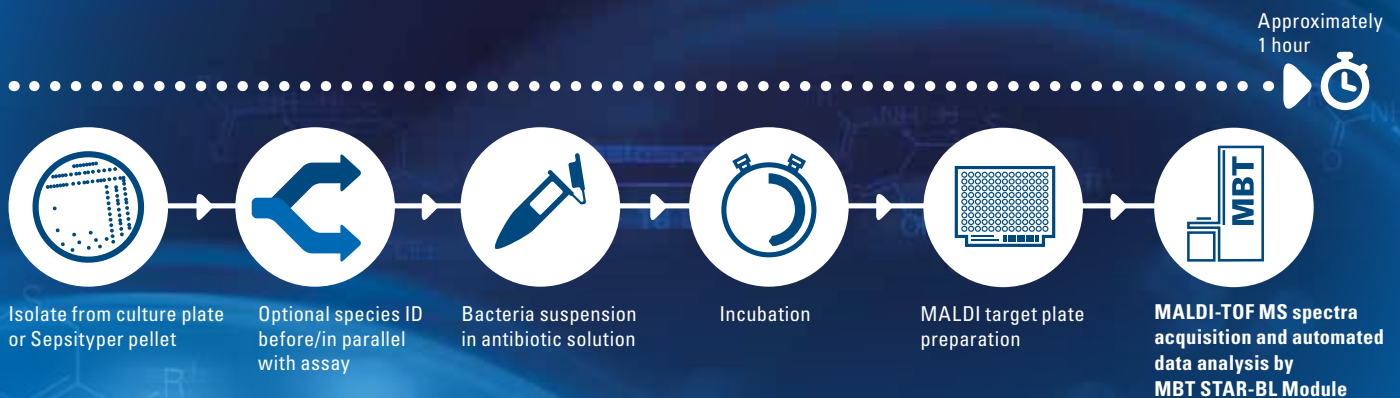 Approximately
1 hour
MBT
Isolate from culture plate
or Sepsityper pellet
Optional species ID
before/in parallel
with assay
Bacteria suspension
in antibiotic solution
Incubation
MALDI target plate
preparation
MALDI-TOF MS spectra
acquisition and automated
data analysis by
MBT STAR-BL Module